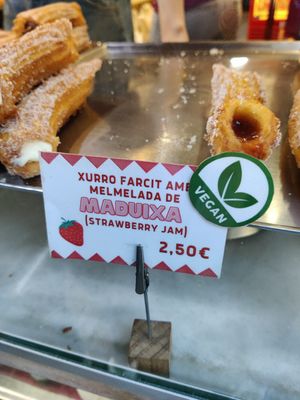 XURRO FARCIT AMB
MELMELADA DE
MADUIXA
(STRAWBERRY JAM)
2,50€
VEGAN